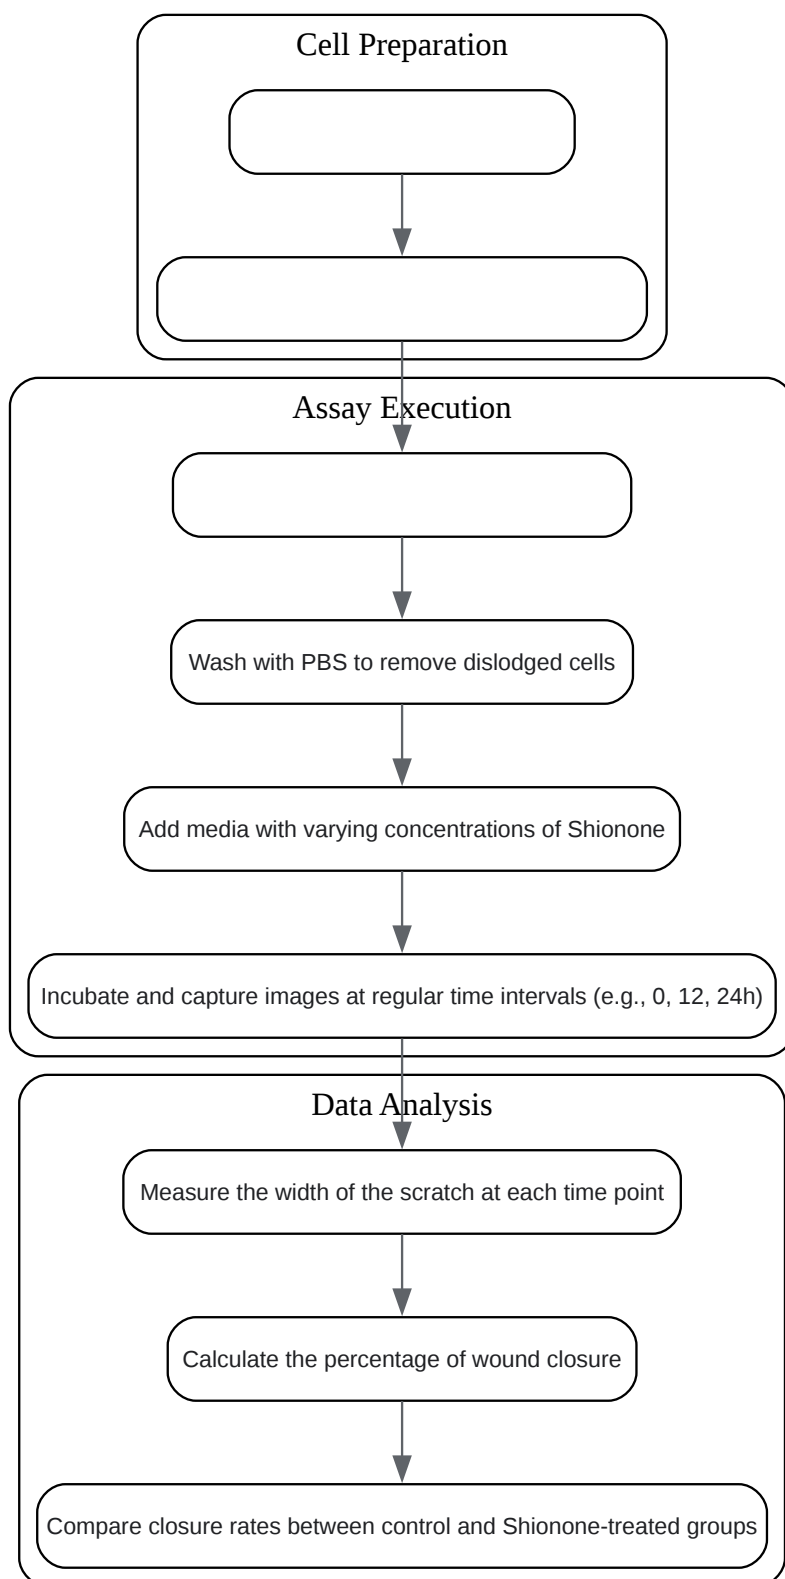 Cell Preparation
Assay Execution
Wash with PBS to remove dislodged cells
Add media with varying concentrations of Shionone
Incubate and capture images at regular time intervals (e.g., 0, 12, 24h)
Data Analysis
Measure the width of the scratch at each time point
Calculate the percentage of wound closure
Compare closure rates between control and Shionone-treated groups